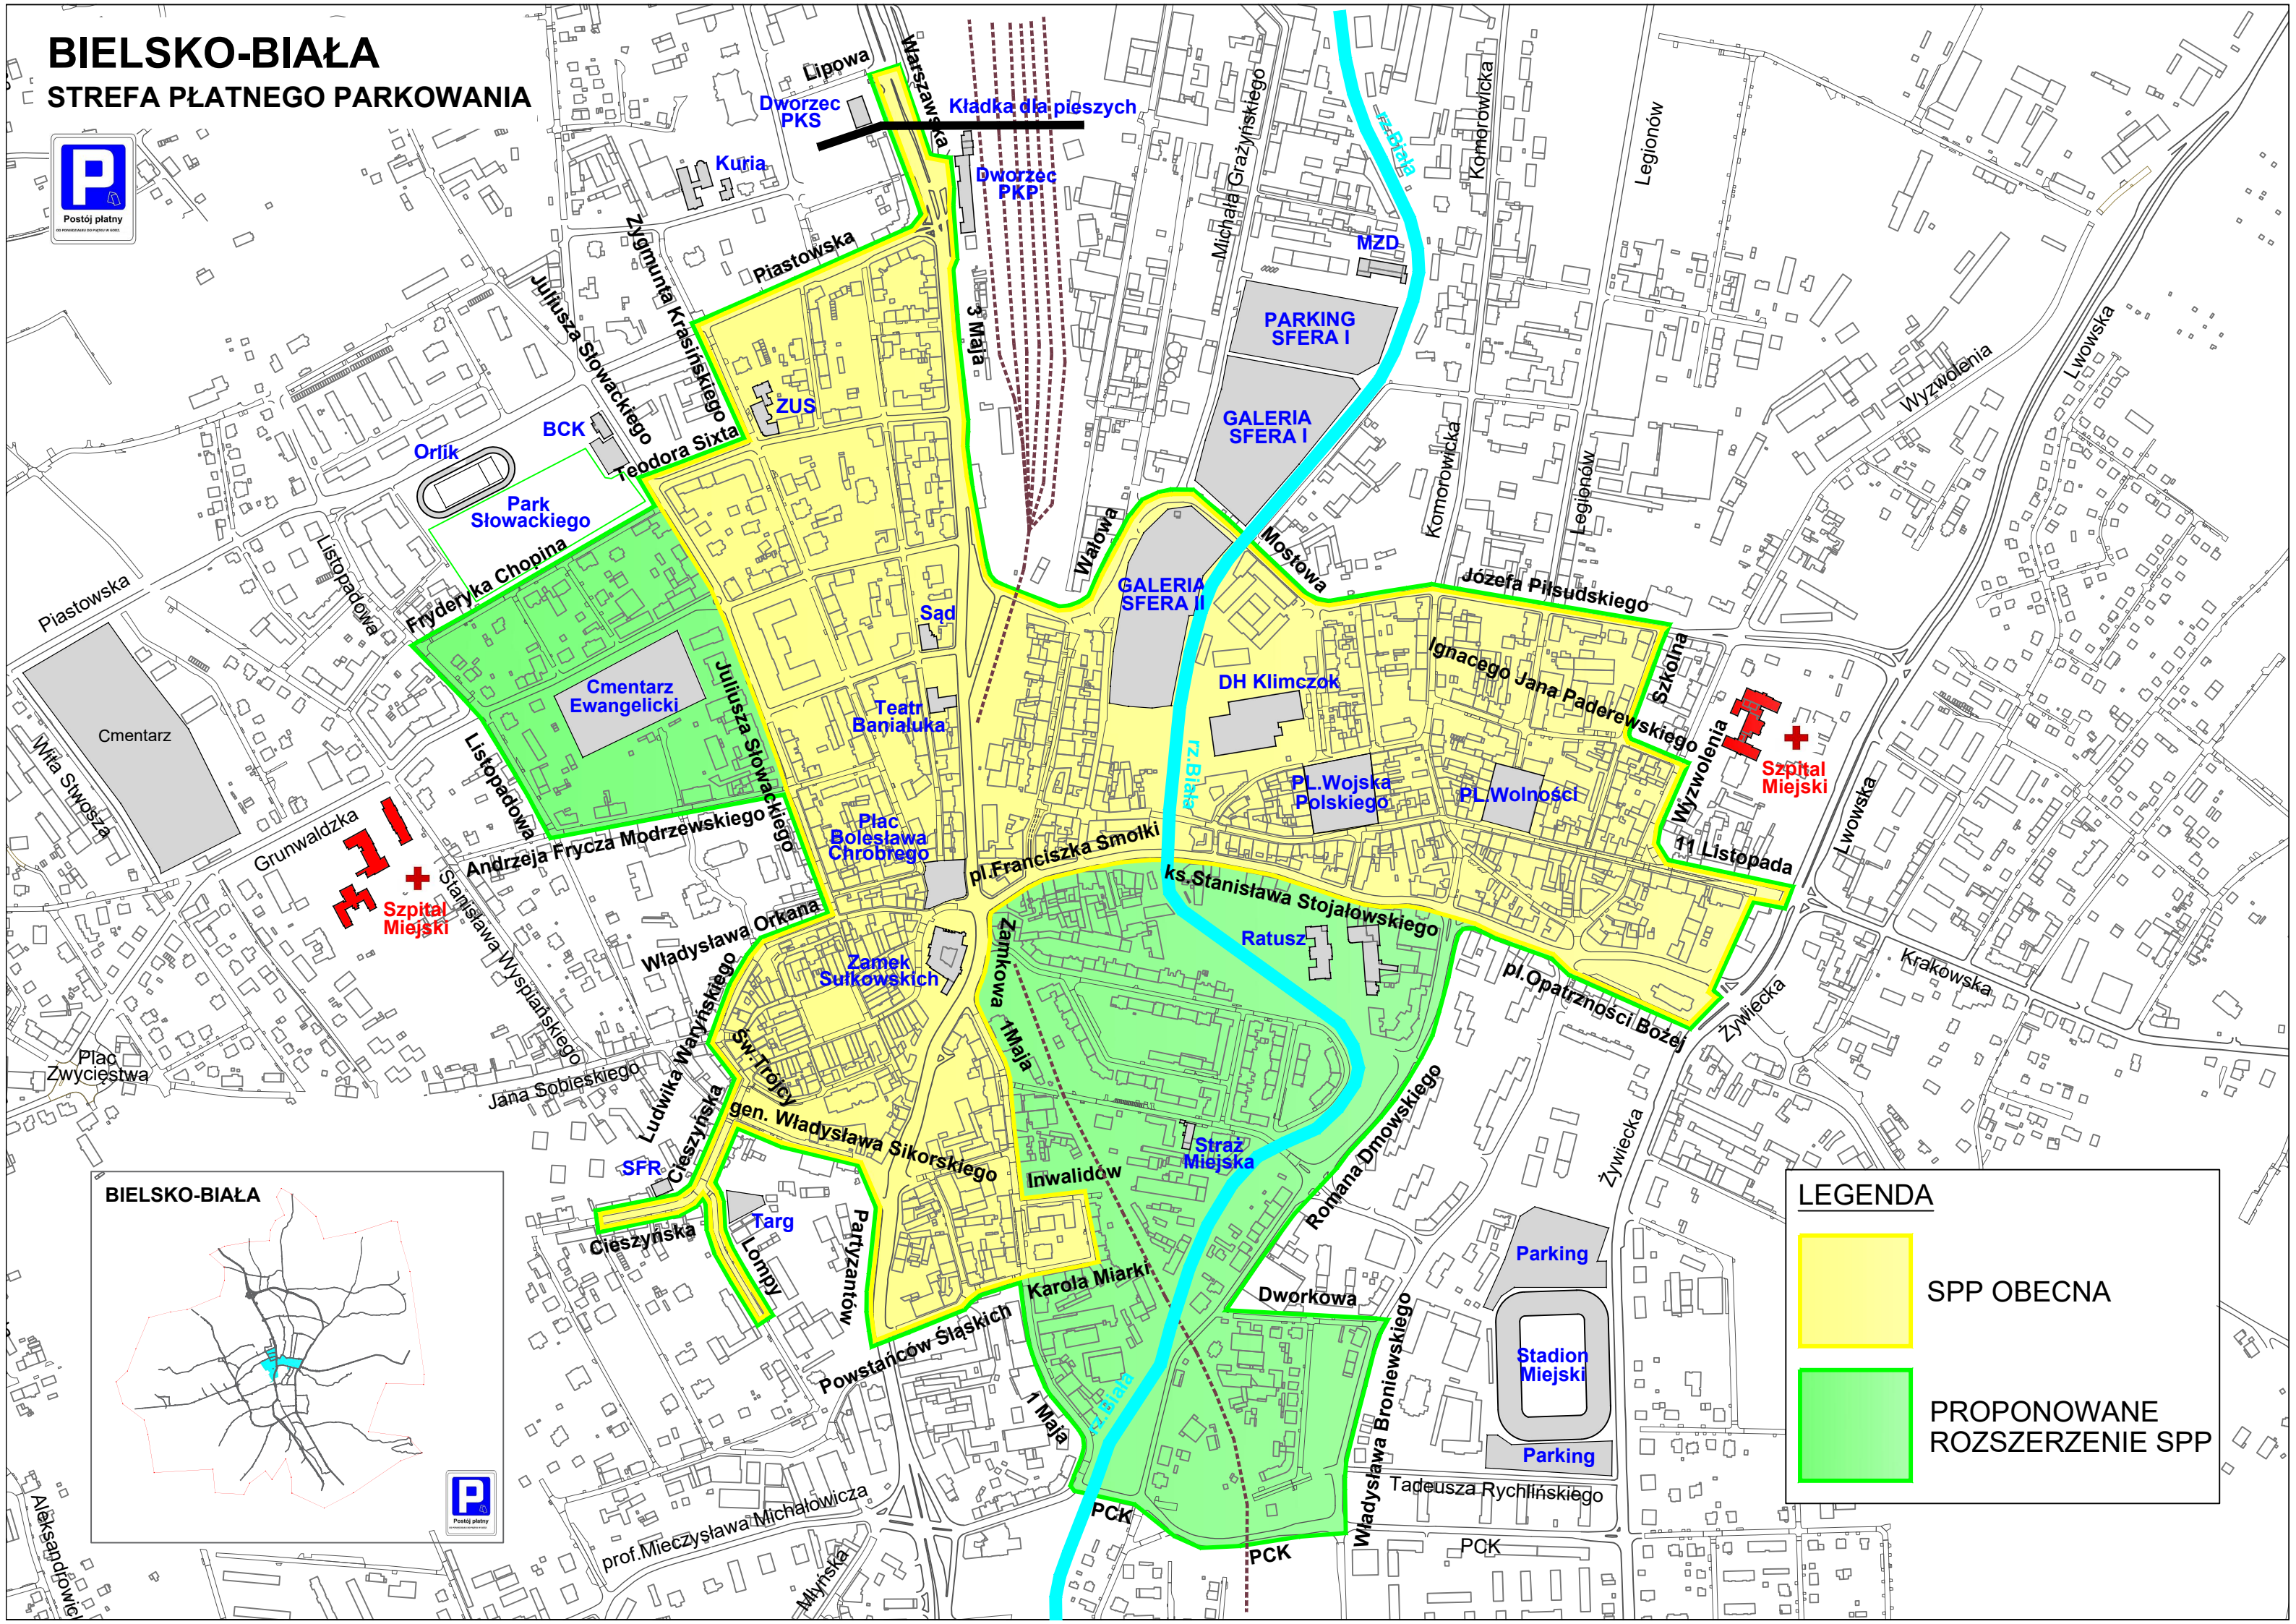 BIELSKO-BIAŁA
STREFA PŁATNEGO PARKOWANIA
P
Postój płatny
Lipowa
Warszawska
Dworzec
PKS
Kładka dla pieszych
Kuria
Dworzec
PKP
Michała Grażyńskiego
rz.Biała
Komorowicka
Legionów
MZD
Zygmunta Krasińskiego
Piastowska
Juliusza Słowackiego
3 Maja
PARKING
SFERA I
Lwowska
Wyzwolenia
ZUS
GALERIA
SFERA I
BCK
Orlik
Teodora Sixta
Komorowicka
Legionów
Park
Słowackiego
Listopadowa
Fryderyka Chopina
Piastowska
Wałowa
Mostowa
GALERIA
SFERA II
Józefa Piłsudskiego
Sąd
Szkolna
Ignacego Jana Paderewskiego
Cmentarz
Ewangelicki
Juliusza Słowackiego
DH Klimczok
Teatr
Banialuka
Cmentarz
Wita Stwosza
Listopadowa
rz.Biała
Wyzwolenia
Szpital
Miejski
PL.Wojska
Polskiego
PL.Wolności
Lwowska
Grunwaldzka
Andrzeja Frycza Modrzewskiego
Plac
Bolesława
Chrobrego
pl.Franciszka Smolki
11 Listopada
ks.Stanisława Stojałowskiego
Szpital
Miejski
Stanisława Wyspiańskiego
Władysława Orkana
Zamkowa
Ratusz
Zamek
Sułkowskich
pl.Opatrzności Bożej
Krakowska
Żywiecka
Ludwika Waryńskiego
Św.Trójcy
1Maja
Plac
Zwycięstwa
Jana Sobieskiego
Cieszyńska
gen. Władysława Sikorskiego
Romana Dmowskiego
Żywiecka
Straż
Miejska
SFR
Inwalidów
Targ
Cieszyńska
Lompy
Partyzantów
Karola Miarki
Dworkowa
Parking
Powstańców Śląskich
Władysława Broniewskiego
Stadion
Miejski
1 Maja
rz.Biała
Parking
Tadeusza Rychlińskiego
PCK
PCK
PCK
prof.Mieczysława Michałowicza
Młyńska
Aleksandrowicka
BIELSKO-BIAŁA
P
Postój płatny
LEGENDA
SPP OBECNA
PROPONOWANE
ROZSZERZENIE SPP